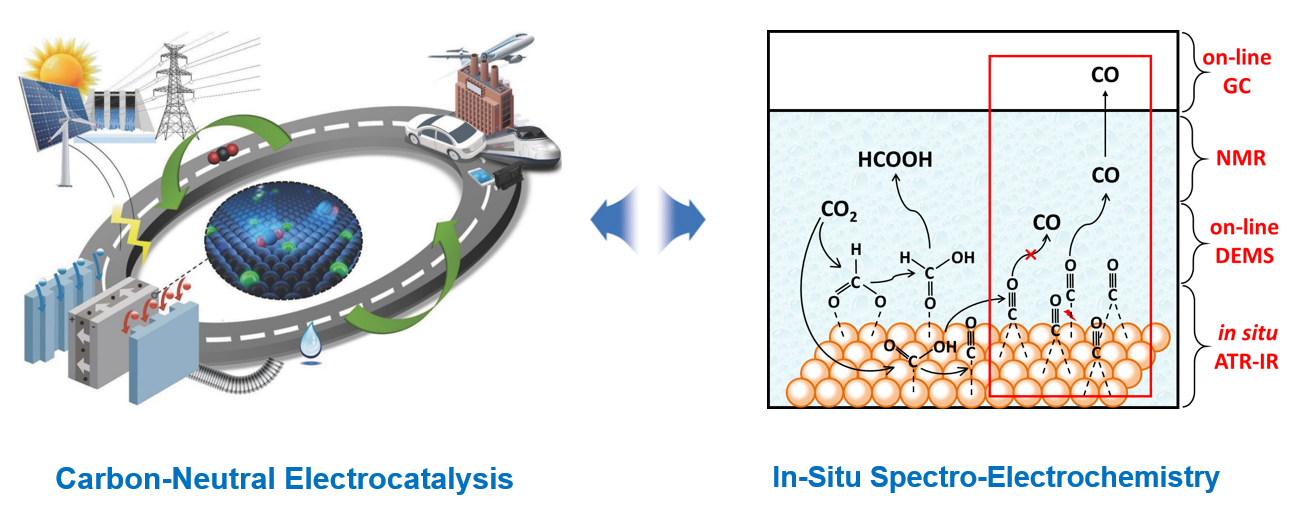 CO
on-line
GC
HCOOH
CO
NMR
CO₂
CO
on-line
DEMS
H
H
C
OH
O
C
O
O
O
C
O
C
O
C
O
C
in situ
ATR-IR
O
C
OH
O
C
O
C
Carbon-Neutral Electrocatalysis
In-Situ Spectro-Electrochemistry